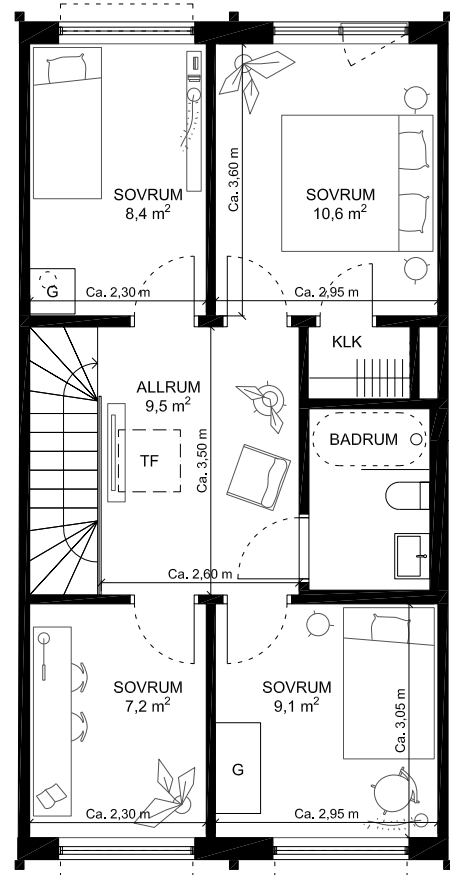 SOVRUM
8,4 m²
Ca. 3,60 m
SOVRUM
10,6 m²
G
Ca. 2,30 m
Ca. 2,95 m
KLK
ALLRUM
9,5 m²
BADRUM
TF
Ca. 3,50 m
Ca. 2,60 m
SOVRUM
7,2 m²
SOVRUM
9,1 m²
Ca. 3,05 m
G
Ca. 2,30 m
Ca. 2,95 m